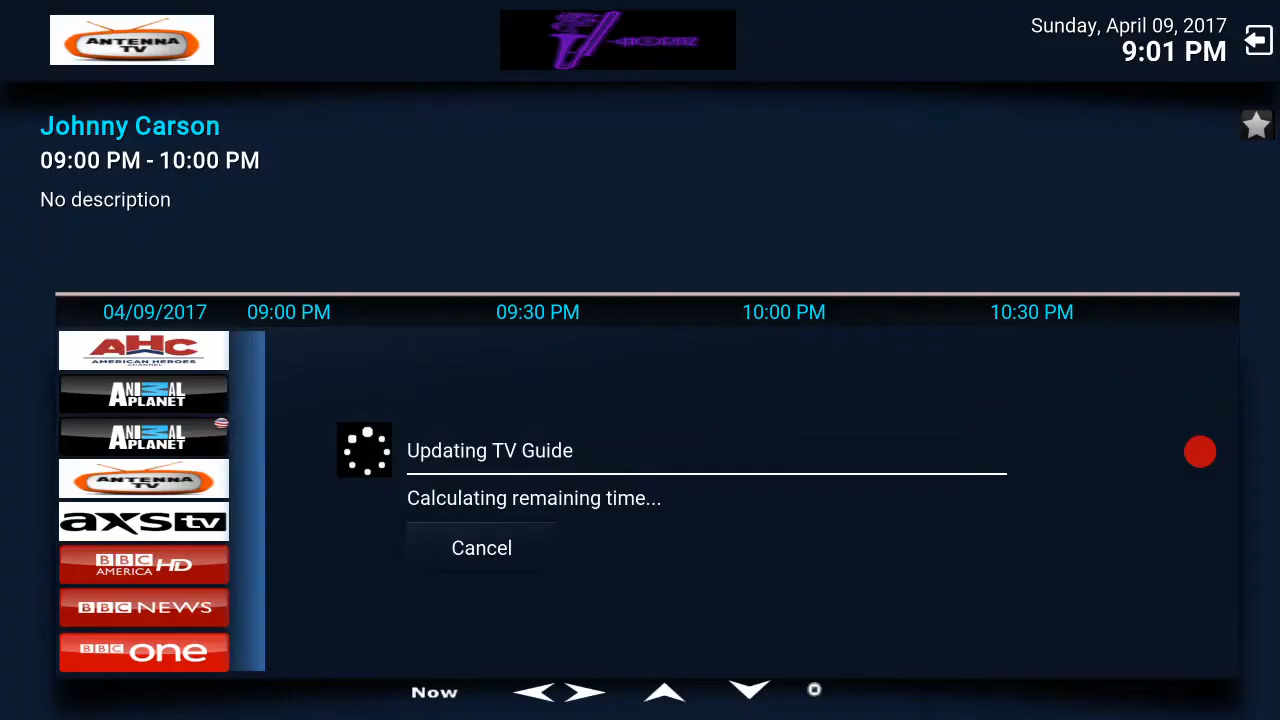 ANTENNA
TV
Sunday, April 09, 2017
9:01 PM
Johnny Carson
09:00 PM - 10:00 PM
No description
04/09/2017 09:00 PM 09:30 PM 10:00 PM 10:30 PM
AHC
AMERICAN HEROES
CHANNEL
ANIMAL
PLANET
ANIMAL
PLANET
ANTENNA
TV
axs tv
BBC
AMERICA HD
BBC NEWS
BBC one
Updating TV Guide
Calculating remaining time...
Cancel
Now